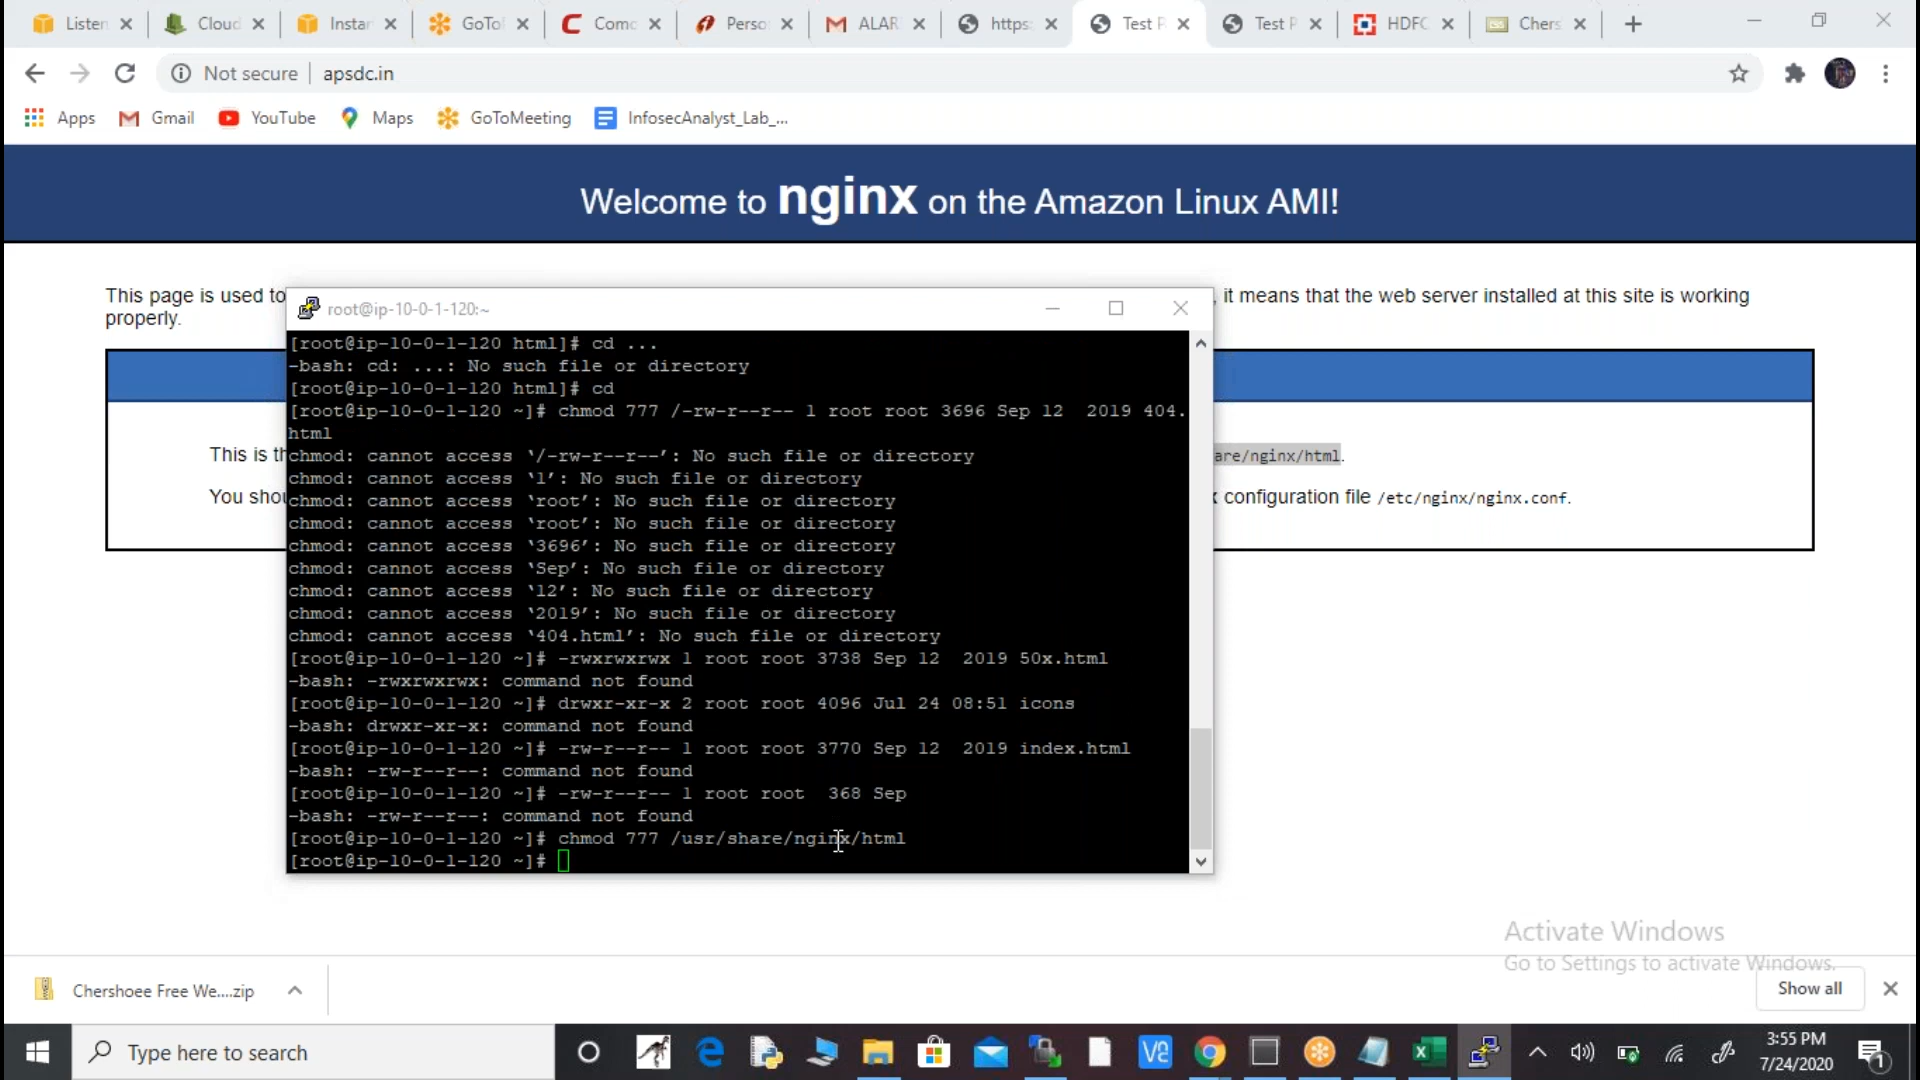 Listen
Cloud
Instan
GoToM
Como
Perso
ALAR
https:
Test P
Test P
HDFC
Chers
Not secure | apsdc.in
Apps
Gmail
YouTube
Maps
GoToMeeting
InfosecAnalyst_Lab_...
Welcome to nginx on the Amazon Linux AMI!
This page is used to
, it means that the web server installed at this site is working
properly.
root@ip-10-0-1-120:~
[root@ip-10-0-1-120 html]# cd ...
-bash: cd: ...: No such file or directory
[root@ip-10-0-1-120 html]# cd
[root@ip-10-0-1-120 ~]# chmod 777 /-rw-r--r-- 1 root root 3696 Sep 12  2019 404.
html
chmod: cannot access ‘/-rw-r--r--’: No such file or directory
This is th
are/nginx/html.
chmod: cannot access ‘1’: No such file or directory
You shou
configuration file /etc/nginx/nginx.conf.
chmod: cannot access ‘root’: No such file or directory
chmod: cannot access ‘root’: No such file or directory
chmod: cannot access ‘3696’: No such file or directory
chmod: cannot access ‘Sep’: No such file or directory
chmod: cannot access ‘12’: No such file or directory
chmod: cannot access ‘2019’: No such file or directory
chmod: cannot access ‘404.html’: No such file or directory
[root@ip-10-0-1-120 ~]# -rwxrwxrwx 1 root root 3738 Sep 12  2019 50x.html
-bash: -rwxrwxrwx: command not found
[root@ip-10-0-1-120 ~]# drwxr-xr-x 2 root root 4096 Jul 24 08:51 icons
-bash: drwxr-xr-x: command not found
[root@ip-10-0-1-120 ~]# -rw-r--r-- 1 root root 3770 Sep 12  2019 index.html
-bash: -rw-r--r--: command not found
[root@ip-10-0-1-120 ~]# -rw-r--r-- 1 root root  368 Sep
-bash: -rw-r--r--: command not found
[root@ip-10-0-1-120 ~]# chmod 777 /usr/share/nginx/html
[root@ip-10-0-1-120 ~]#
Activate Windows
Go to Settings to activate Windows.
Chershoee Free We....zip
Show all
Type here to search
3:55 PM
7/24/2020
1